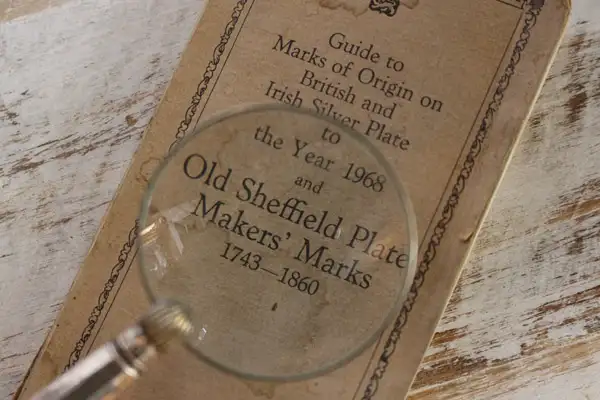 Guide to
Marks of Origin on
British and
Irish Silver Plate
to
the Year 1968
and
Old Sheffield Plate
Makers' Marks
1743—1860